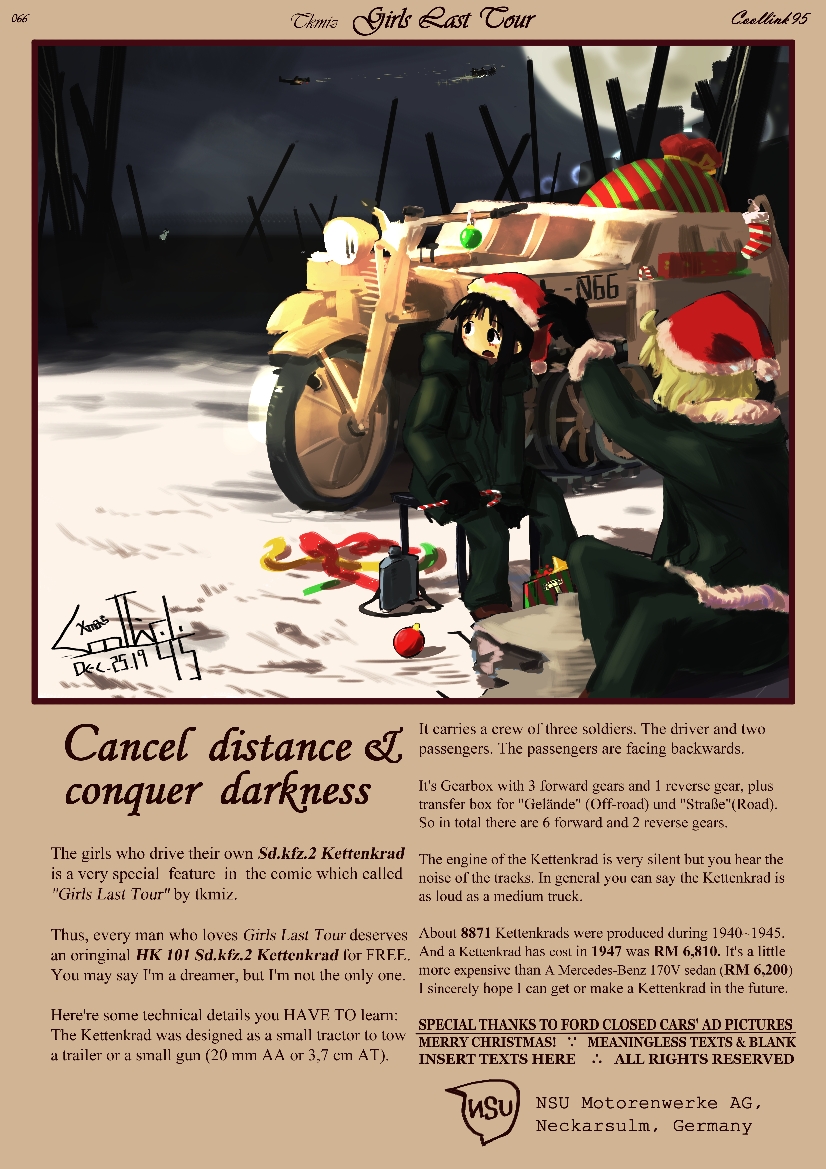 066
Tkmiz Girls Last Tour
Coollink95
-066
Xmas
Dec.25.19
Cancel distance &
conquer darkness
The girls who drive their own Sd.kfz.2 Kettenkrad
is a very special feature in the comic which called
"Girls Last Tour" by tkmiz.
Thus, every man who loves Girls Last Tour deserves
an oringinal HK 101 Sd.kfz.2 Kettenkrad for FREE.
You may say I'm a dreamer, but I'm not the only one.
Here're some technical details you HAVE TO learn:
The Kettenkrad was designed as a small tractor to tow
a trailer or a small gun (20 mm AA or 3,7 cm AT).
It carries a crew of three soldiers. The driver and two
passengers. The passengers are facing backwards.
It's Gearbox with 3 forward gears and 1 reverse gear, plus
transfer box for "Gelände" (Off-road) und "Straße"(Road).
So in total there are 6 forward and 2 reverse gears.
The engine of the Kettenkrad is very silent but you hear the
noise of the tracks. In general you can say the Kettenkrad is
as loud as a medium truck.
About 8871 Kettenkrads were produced during 1940~1945.
And a Kettenkrad has cost in 1947 was RM 6,810. It's a little
more expensive than A Mercedes-Benz 170V sedan (RM 6,200)
I sincerely hope I can get or make a Kettenkrad in the future.
SPECIAL THANKS TO FORD CLOSED CARS' AD PICTURES
MERRY CHRISTMAS! ∵ MEANINGLESS TEXTS & BLANK
INSERT TEXTS HERE ∴ ALL RIGHTS RESERVED
NSU
NSU Motorenwerke AG,
Neckarsulm, Germany